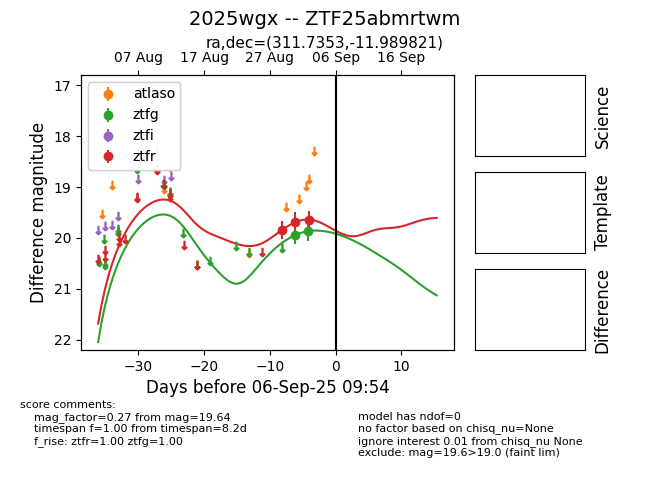 2025wgx -- ZTF25abmrtwm
ra,dec=(311.7353,-11.989821)
07 Aug 17 Aug 27 Aug 06 Sep 16 Sep
atlaso
ztfg
ztfi
ztfr
17
18
19
20
21
22
Difference magnitude
−30 −20 −10 0 10
Days before 06-Sep-25 09:54
Science
Template
Difference
score comments:
mag_factor=0.27 from mag=19.64
timespan f=1.00 from timespan=8.2d
f_rise: ztfr=1.00 ztfg=1.00
model has ndof=0
no factor based on chisq_nu=None
ignore interest 0.01 from chisq_nu None
exclude: mag=19.6>19.0 (faint lim)